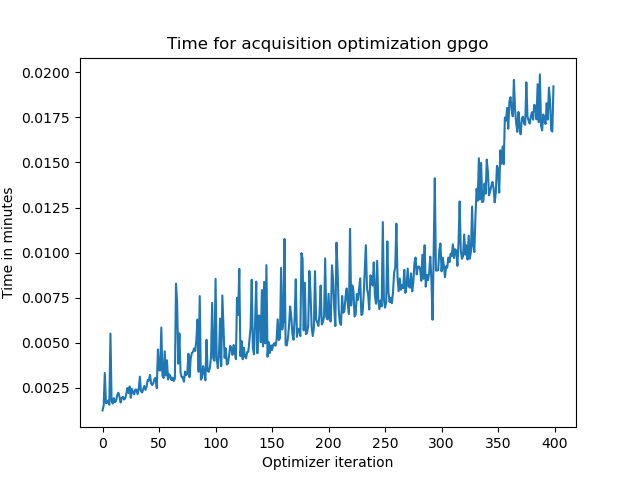 Time for acquisition optimization gpgo
0.0200
0.0175
0.0150
0.0125
0.0100
0.0075
0.0050
0.0025
Time in minutes
0 50 100 150 200 250 300 350 400
Optimizer iteration